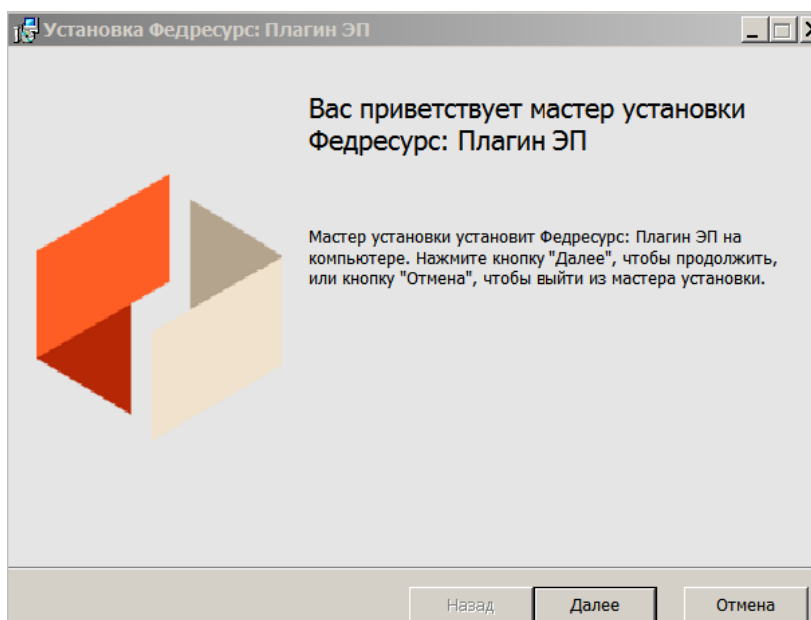 Установка Федресурс: Плагин ЭП
Вас приветствует мастер установки
Федресурс: Плагин ЭП
Мастер установки установит Федресурс: Плагин ЭП на
компьютере. Нажмите кнопку "Далее", чтобы продолжить,
или кнопку "Отмена", чтобы выйти из мастера установки.
Назад Далее Отмена